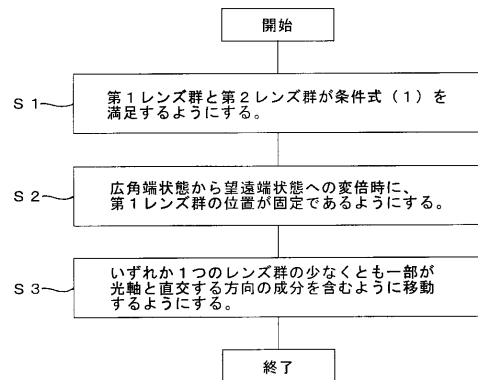 開始
S1
第1レンズ群と第2レンズ群が条件式(1)を
満足するようにする。
S2
広角端状態から望遠端状態への変倍時に、
第1レンズ群の位置が固定であるようにする。
S3
いずれか1つのレンズ群の少なくとも一部が
光軸と直交する方向の成分を含むように移動
するようにする。
終了